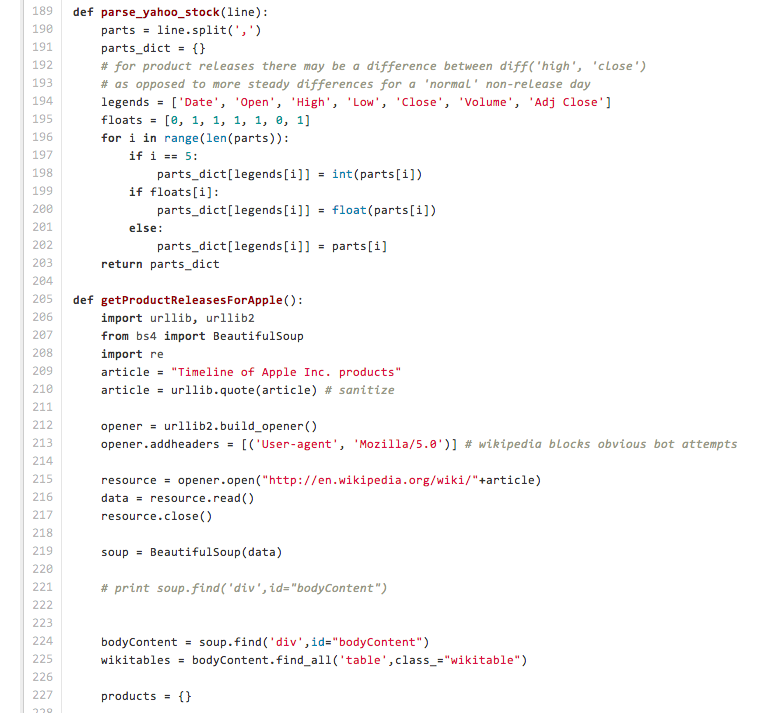 189 def parse_yahoo_stock(line):
190     parts = line.split(',')
191     parts_dict = {}
192     # for product releases there may be a difference between diff('high', 'close')
193     # as opposed to more steady differences for a 'normal' non-release day
194     legends = ['Date', 'Open', 'High', 'Low', 'Close', 'Volume', 'Adj Close']
195     floats = [0, 1, 1, 1, 1, 0, 1]
196     for i in range(len(parts)):
197         if i == 5:
198             parts_dict[legends[i]] = int(parts[i])
199         if floats[i]:
200             parts_dict[legends[i]] = float(parts[i])
201         else:
202             parts_dict[legends[i]] = parts[i]
203     return parts_dict
204
205 def getProductReleasesForApple():
206     import urllib, urllib2
207     from bs4 import BeautifulSoup
208     import re
209     article = "Timeline of Apple Inc. products"
210     article = urllib.quote(article) # sanitize
211
212     opener = urllib2.build_opener()
213     opener.addheaders = [('User-agent', 'Mozilla/5.0')] # wikipedia blocks obvious bot attempts
214
215     resource = opener.open("http://en.wikipedia.org/wiki/"+article)
216     data = resource.read()
217     resource.close()
218
219     soup = BeautifulSoup(data)
220
221     # print soup.find('div',id="bodyContent")
222
223
224     bodyContent = soup.find('div',id="bodyContent")
225     wikitables = bodyContent.find_all('table',class_="wikitable")
226
227     products = {}
228